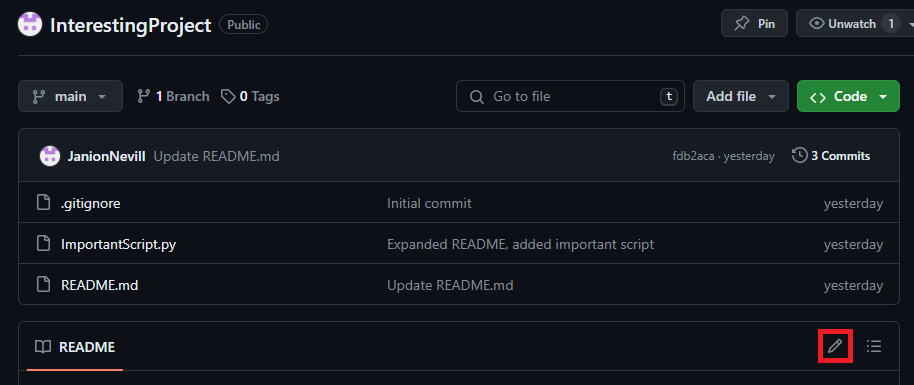 InterestingProject Public Pin Unwatch 1
main 1 Branch 0 Tags Go to file t Add file Code
JanionNevill Update README.md fdb2aca · yesterday 3 Commits
.gitignore Initial commit yesterday
ImportantScript.py Expanded README, added important script yesterday
README.md Update README.md yesterday
README